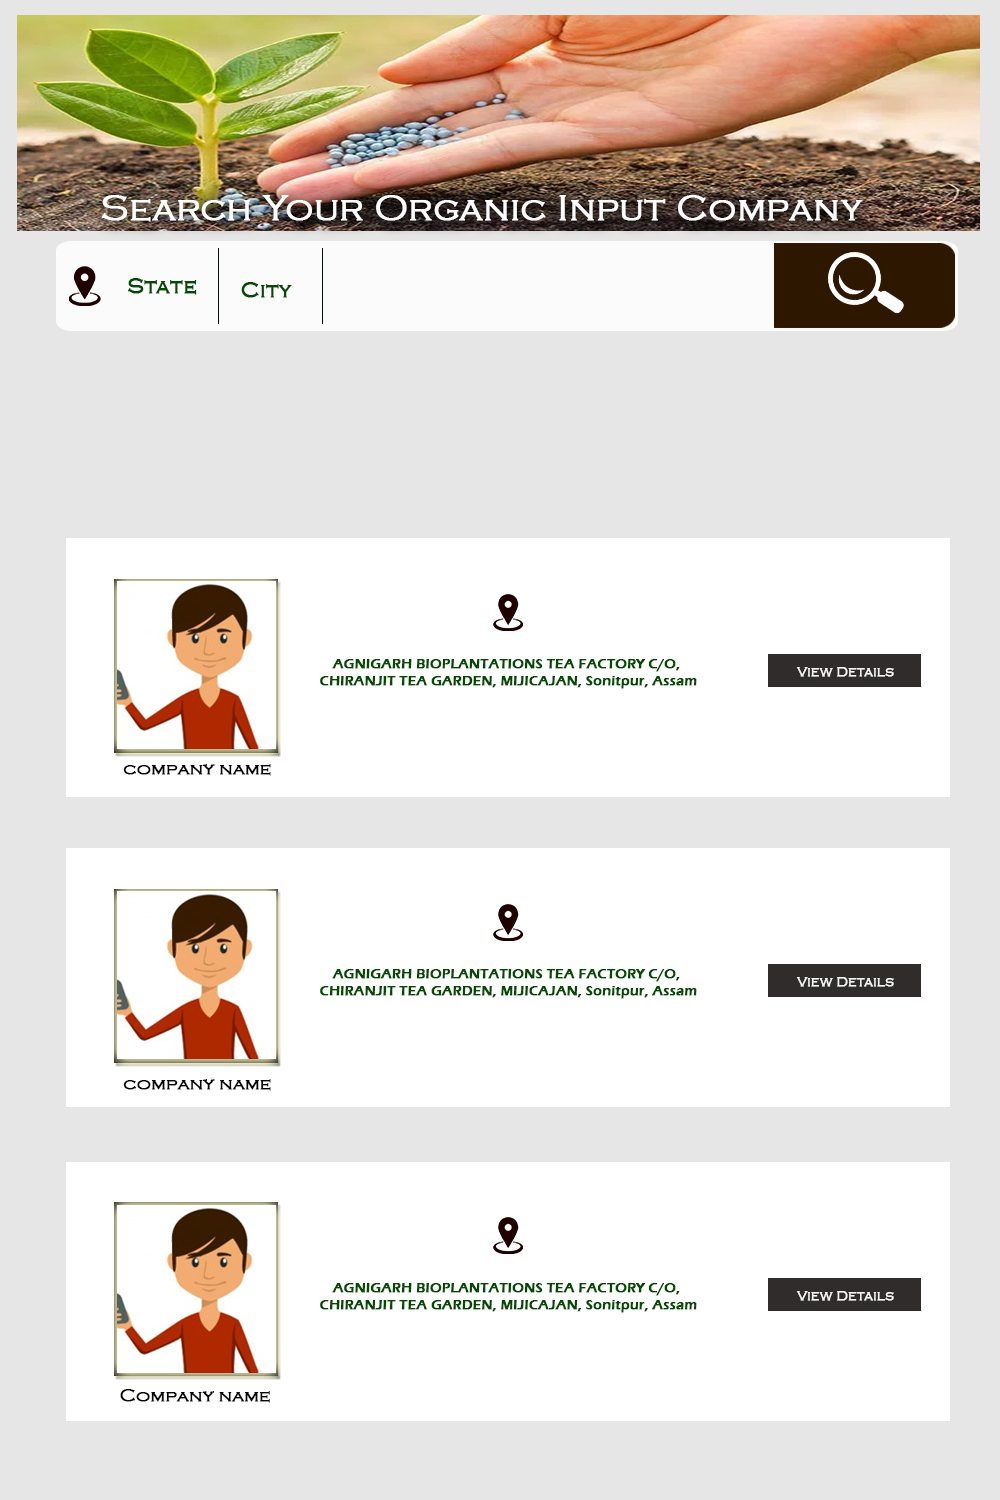 Search Your Organic Input Company
State
City
AGNIGARH BIOPLANTATIONS TEA FACTORY C/O,
CHIRANJIT TEA GARDEN, MIJICAJAN, Sonitpur, Assam
View Details
COMPANY NAME
AGNIGARH BIOPLANTATIONS TEA FACTORY C/O,
CHIRANJIT TEA GARDEN, MIJICAJAN, Sonitpur, Assam
View Details
COMPANY NAME
AGNIGARH BIOPLANTATIONS TEA FACTORY C/O,
CHIRANJIT TEA GARDEN, MIJICAJAN, Sonitpur, Assam
View Details
Company name